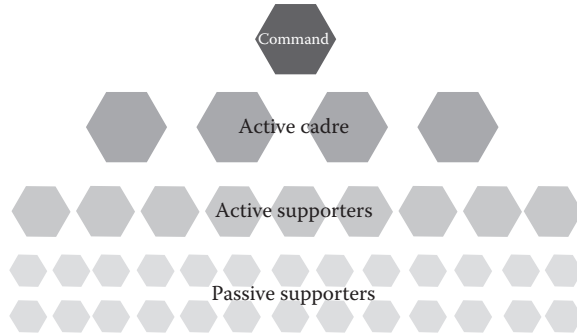 Command
Active cadre
Active supporters
Passive supporters